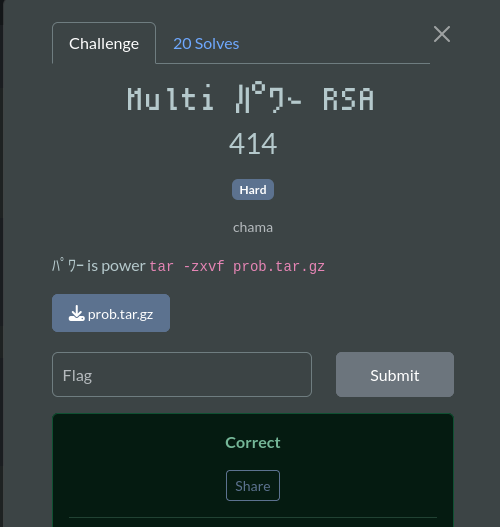 Challenge
20 Solves
Multi パワー RSA
414
Hard
chama
ﾊﾟﾜｰ is power tar -zxvf prob.tar.gz
prob.tar.gz
Flag
Submit
Correct
Share